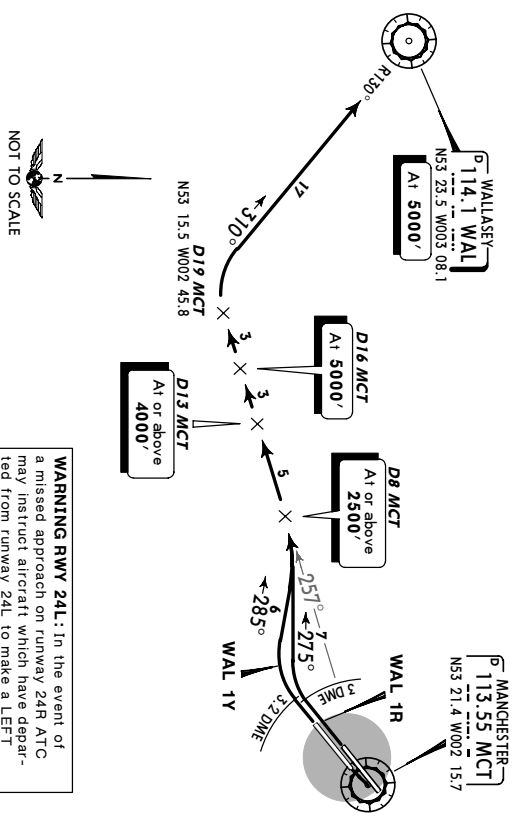 WALLASEY
D 114.1 WAL
N53 23.5 W003 08.1
At 5000'
R130°
17
310°
D19 MCT
N53 15.5 W002 45.8
3
D16 MCT
At 5000'
3
D13 MCT
At or above
4000'
5
D8 MCT
At or above
2500'
257°
7
275°
6
285°
WAL 1Y
WAL 1R
3 DME
3.2 DME
MANCHESTER
D 113.55 MCT
N53 21.4 W002 15.7
N
NOT TO SCALE
WARNING RWY 24L: In the event of
a missed approach on runway 24R ATC
may instruct aircraft which have depar-
ted from runway 24L to make a LEFT